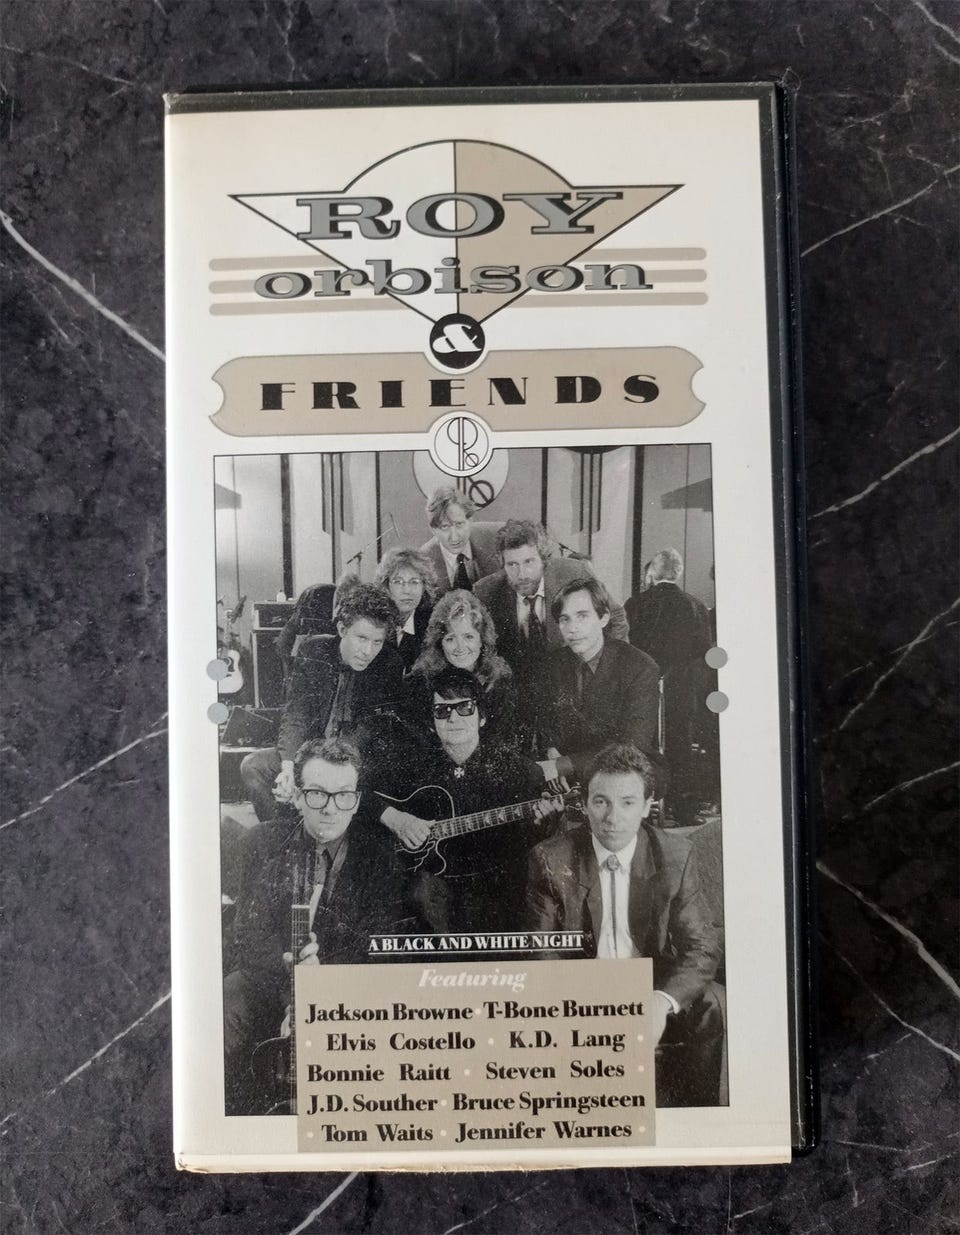 ROY
orbison
&
FRIENDS
A BLACK AND WHITE NIGHT
Featuring
Jackson Browne • T-Bone Burnett
• Elvis Costello • K.D. Lang •
Bonnie Raitt • Steven Soles •
J.D. Souther • Bruce Springsteen
• Tom Waits • Jennifer Warnes •